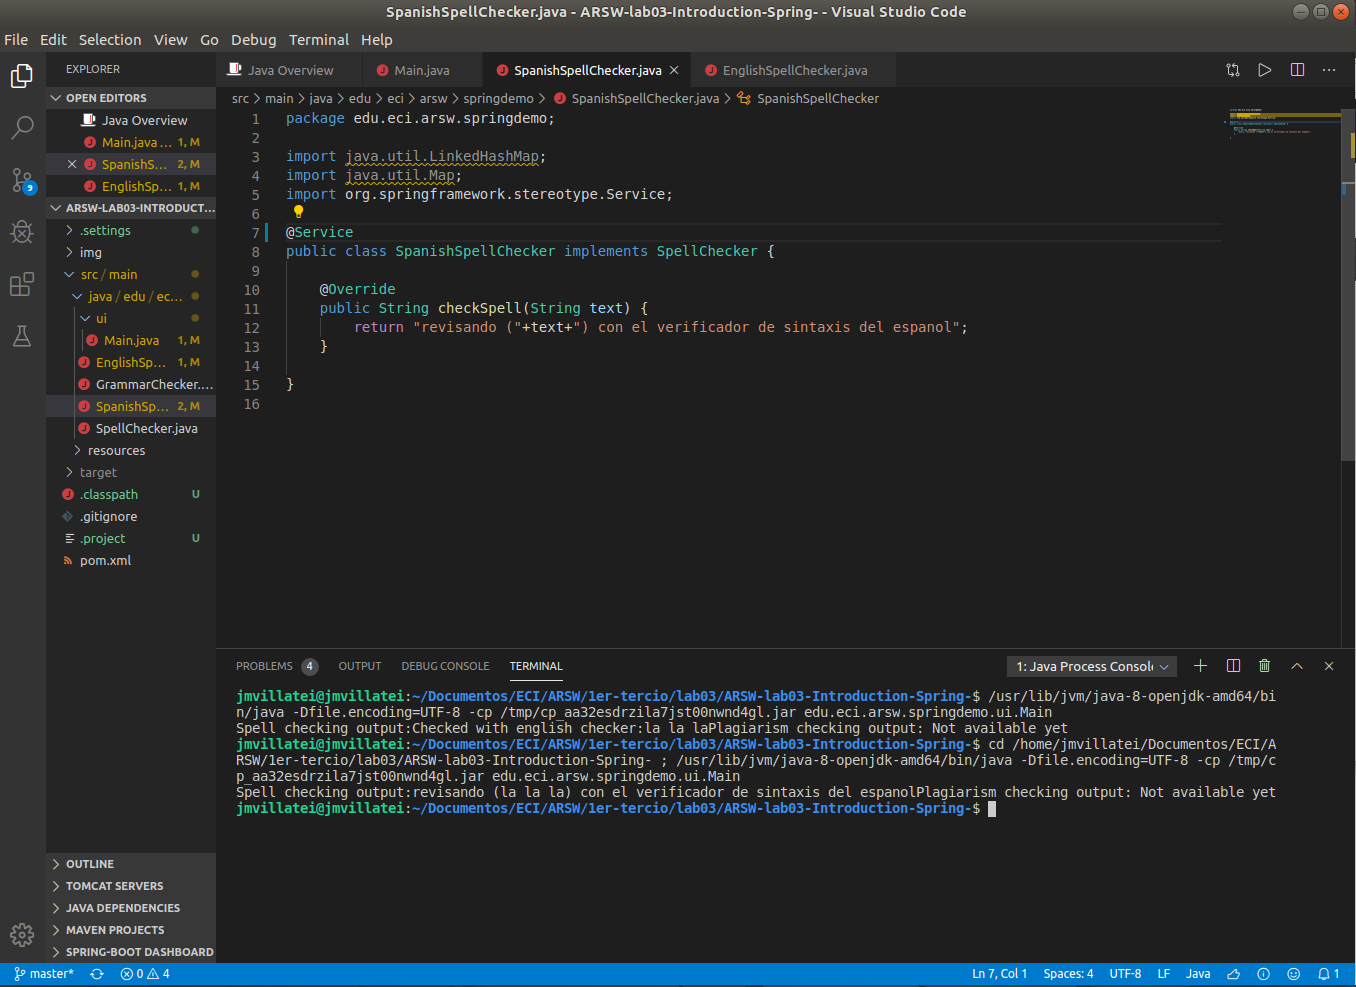 SpanishSpellChecker.java - ARSW-lab03-Introduction-Spring- - Visual Studio Code
File Edit Selection View Go Debug Terminal Help
EXPLORER
OPEN EDITORS
Java Overview
Main.java ... 1, M
SpanishS... 2, M
EnglishSp... 1, M
ARSW-LAB03-INTRODUCT...
.settings
img
src / main
java / edu / ec...
ui
Main.java 1, M
EnglishSp... 1, M
GrammarChecker....
SpanishSp... 2, M
SpellChecker.java
resources
target
.classpath U
.gitignore
.project U
pom.xml
OUTLINE
TOMCAT SERVERS
JAVA DEPENDENCIES
MAVEN PROJECTS
SPRING-BOOT DASHBOARD
9
Java Overview Main.java SpanishSpellChecker.java EnglishSpellChecker.java
src > main > java > edu > eci > arsw > springdemo > SpanishSpellChecker.java > SpanishSpellChecker
1 package edu.eci.arsw.springdemo;
2
3 import java.util.LinkedHashMap;
4 import java.util.Map;
5 import org.springframework.stereotype.Service;
6
7 @Service
8 public class SpanishSpellChecker implements SpellChecker {
9
10 @Override
11 public String checkSpell(String text) {
12 return "revisando ("+text+") con el verificador de sintaxis del espanol";
13 }
14
15 }
16
PROBLEMS 4 OUTPUT DEBUG CONSOLE TERMINAL 1: Java Process Consol
jmvillatei@jmvillatei:~/Documentos/ECI/ARSW/1er-tercio/lab03/ARSW-lab03-Introduction-Spring-$ /usr/lib/jvm/java-8-openjdk-amd64/bi
n/java -Dfile.encoding=UTF-8 -cp /tmp/cp_aa32esdrzila7jst00nwnd4gl.jar edu.eci.arsw.springdemo.ui.Main
Spell checking output:Checked with english checker:la la laPlagiarism checking output: Not available yet
jmvillatei@jmvillatei:~/Documentos/ECI/ARSW/1er-tercio/lab03/ARSW-lab03-Introduction-Spring-$ cd /home/jmvillatei/Documentos/ECI/A
RSW/1er-tercio/lab03/ARSW-lab03-Introduction-Spring- ; /usr/lib/jvm/java-8-openjdk-amd64/bin/java -Dfile.encoding=UTF-8 -cp /tmp/c
p_aa32esdrzila7jst00nwnd4gl.jar edu.eci.arsw.springdemo.ui.Main
Spell checking output:revisando (la la la) con el verificador de sintaxis del espanolPlagiarism checking output: Not available yet
jmvillatei@jmvillatei:~/Documentos/ECI/ARSW/1er-tercio/lab03/ARSW-lab03-Introduction-Spring-$
master* 0 4 Ln 7, Col 1 Spaces: 4 UTF-8 LF Java 1